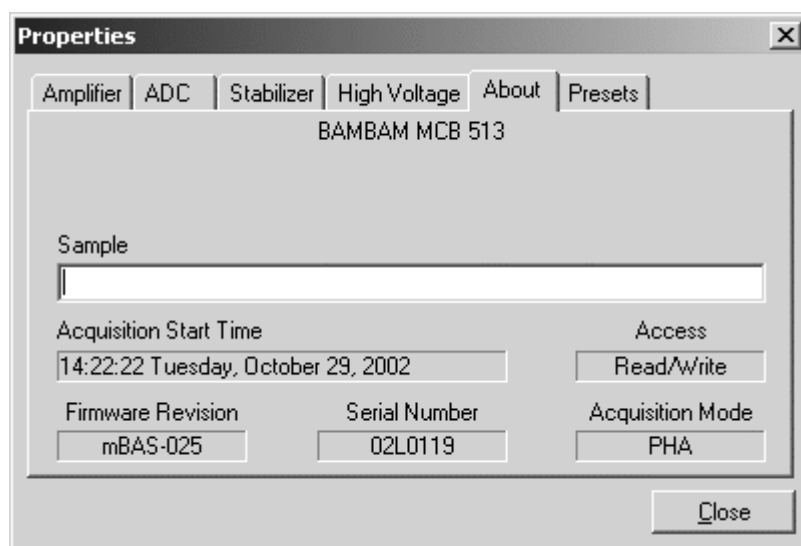 Properties
Amplifier ADC Stabilizer High Voltage About Presets
BAMBAM MCB 513
Sample
Acquisition Start Time Access
14:22:22 Tuesday, October 29, 2002 Read/Write
Firmware Revision Serial Number Acquisition Mode
mBAS-025 02L0119 PHA
Close